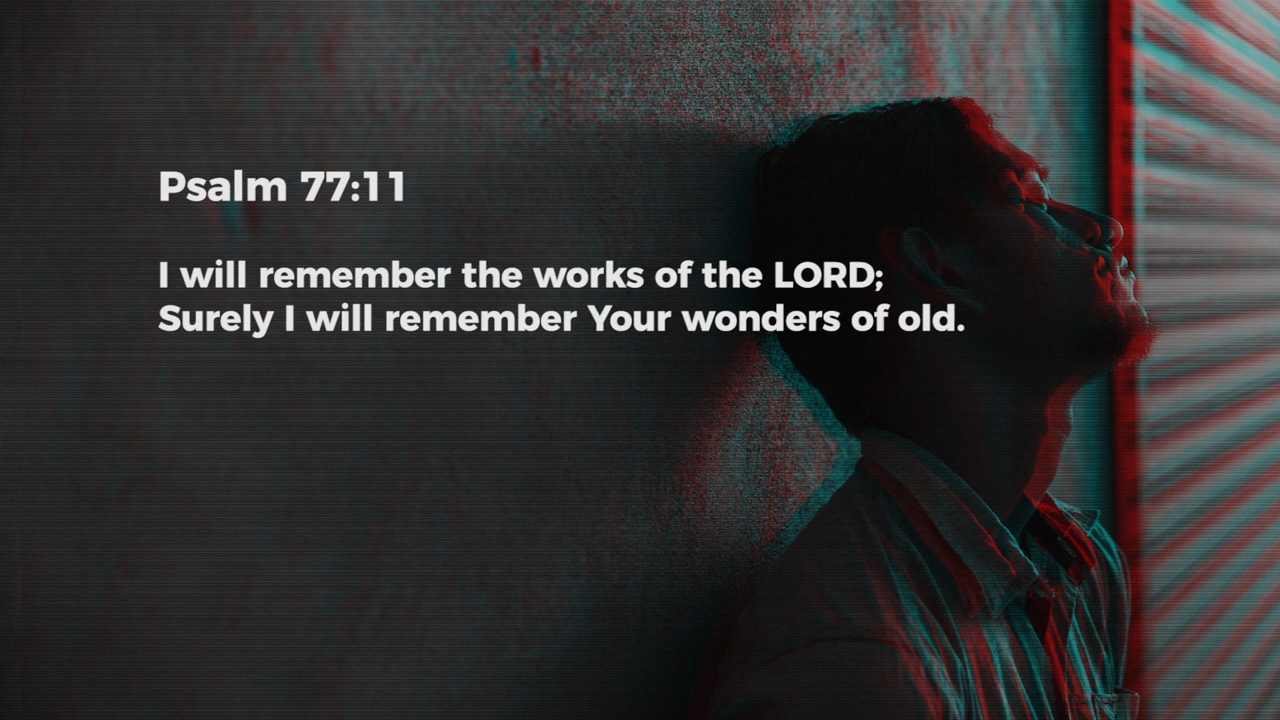 Psalm 77:11
I will remember the works of the LORD;
Surely I will remember Your wonders of old.